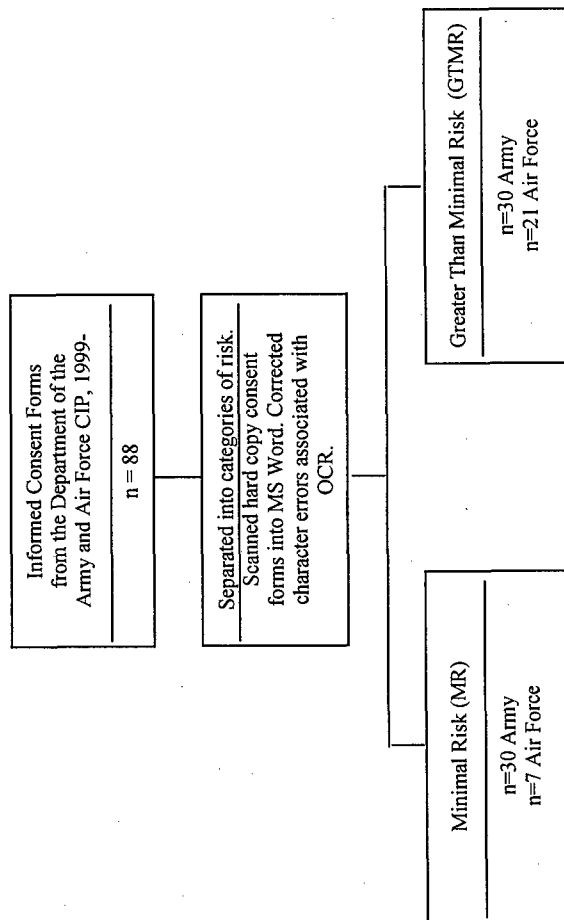 Informed Consent Forms
from the Department of the
Army and Air Force CIP, 1999-
n = 88
Separated into categories of risk.
Scanned hard copy consent
forms into MS Word. Corrected
character errors associated with
OCR.
Minimal Risk (MR)
n=30 Army
n=7 Air Force
Greater Than Minimal Risk (GTMR)
n=30 Army
n=21 Air Force